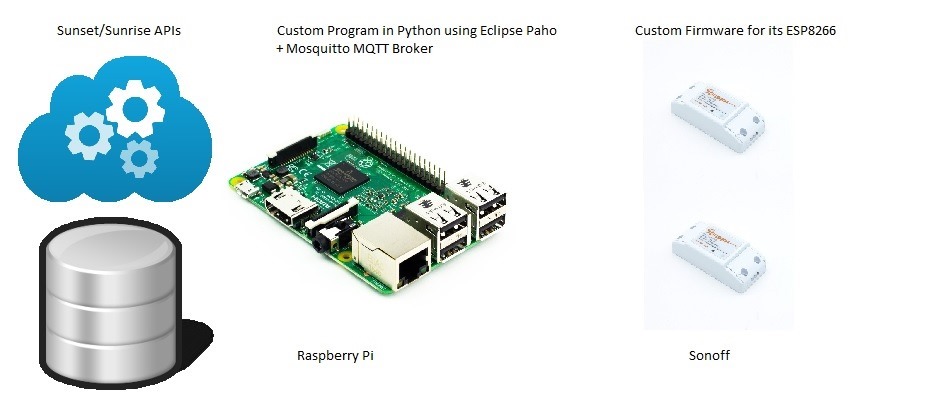 Sunset/Sunrise APIs
Custom Program in Python using Eclipse Paho
+ Mosquitto MQTT Broker
Custom Firmware for its ESP8266
Raspberry Pi
Sonoff